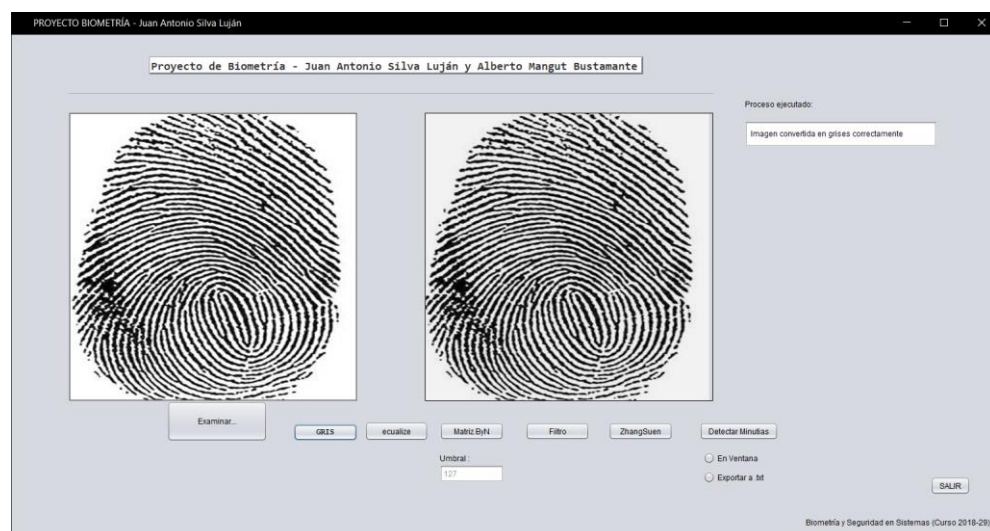 PROYECTO BIOMETRÍA - Juan Antonio Silva Luján
Proyecto de Biometría - Juan Antonio Silva Luján y Alberto Mangut Bustamante
Proceso ejecutado:
Imagen convertida en grises correctamente
Examinar...
GRIS
ecualize
Matriz ByN
Filtro
ZhangSuen
Detectar Minutias
Umbral :
127
En Ventana
Exportar a .txt
SALIR
Biometría y Seguridad en Sistemas (Curso 2018-29)